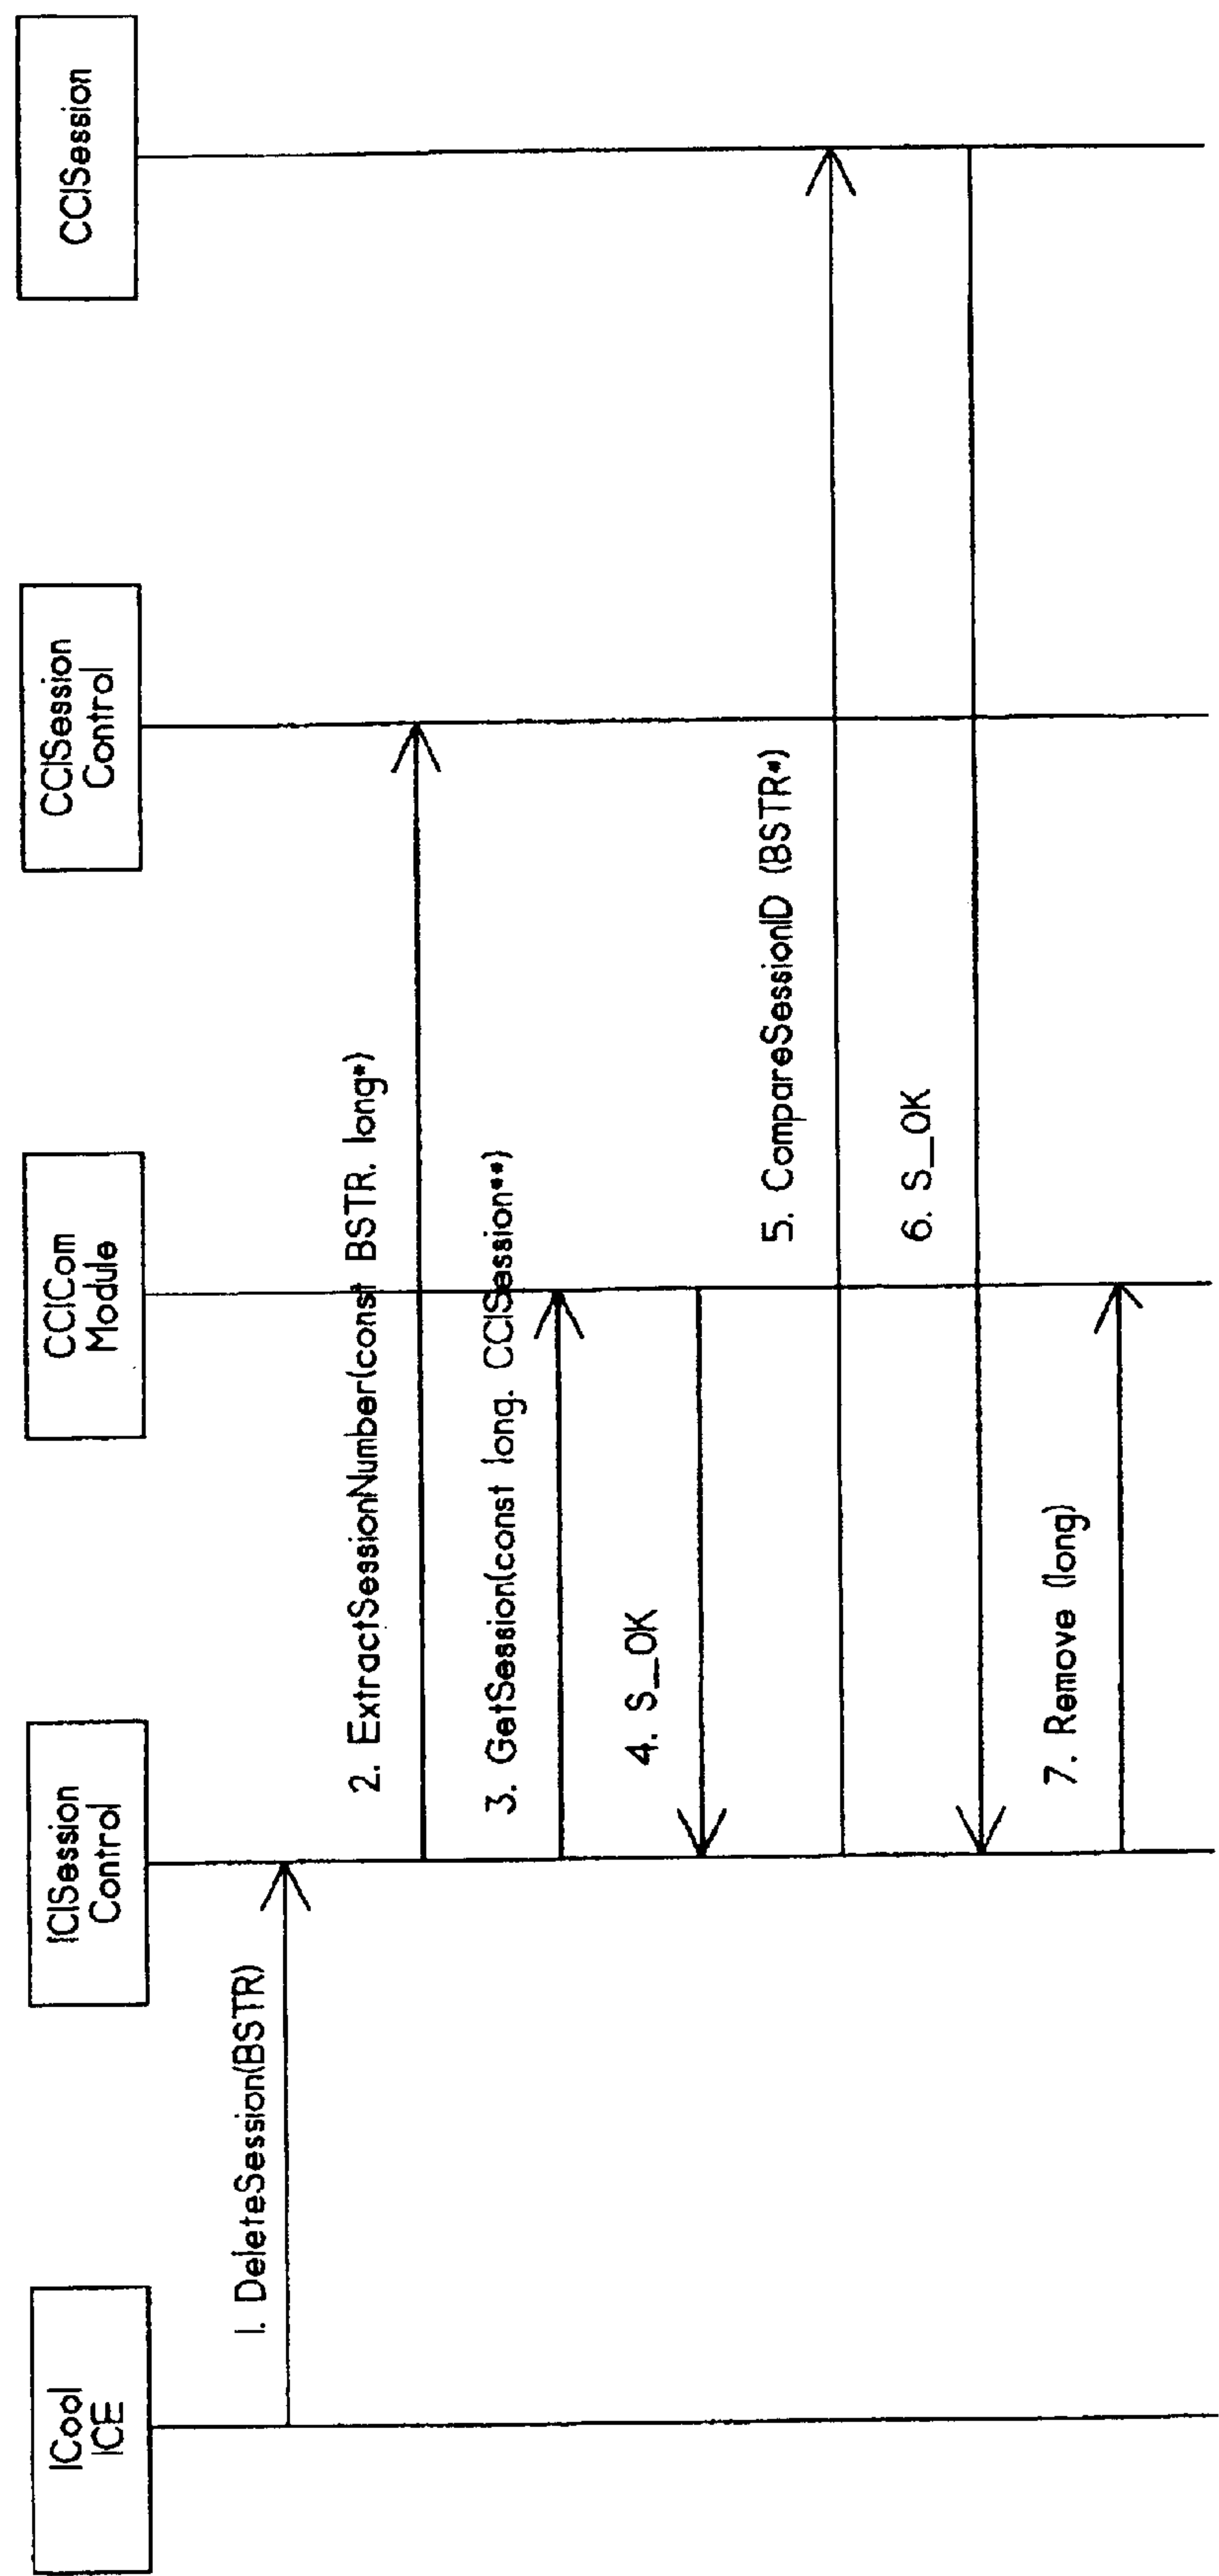 ICool
ICE
ICISession
Control
CCICom
Module
CCISession
Control
CCISession
1. DeleteSession(BSTR)
2. ExtractSessionNumber(const BSTR. long*)
3. GetSession(const long. CCISession**)
4. S_OK
5. CompareSessionID (BSTR*)
6. S_OK
7. Remove (long)